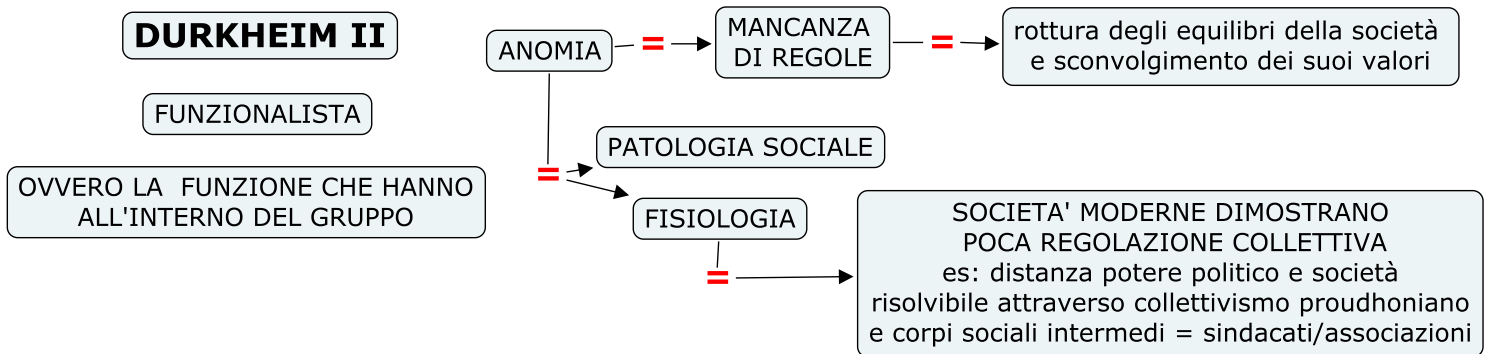 DURKHEIM II
FUNZIONALISTA
OVVERO LA FUNZIONE CHE HANNO
ALL'INTERNO DEL GRUPPO
ANOMIA
=
MANCANZA
DI REGOLE
=
rottura degli equilibri della società
e sconvolgimento dei suoi valori
=
PATOLOGIA SOCIALE
FISIOLOGIA
=
SOCIETA' MODERNE DIMOSTRANO
POCA REGOLAZIONE COLLETTIVA
es: distanza potere politico e società
risolvibile attraverso collettivismo proudhoniano
e corpi sociali intermedi = sindacati/associazioni